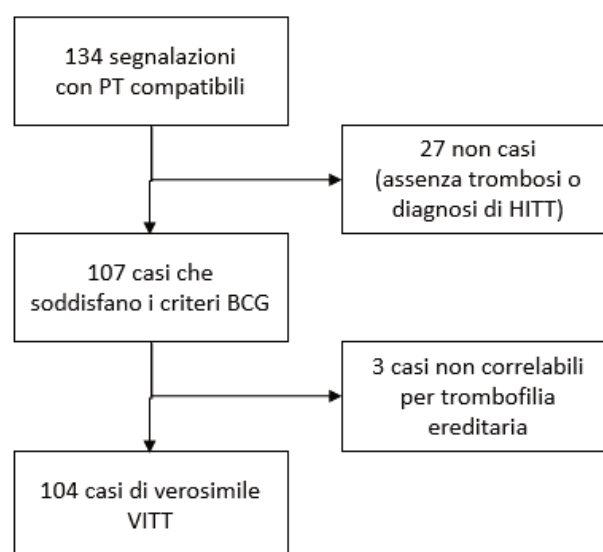 134 segnalazioni
con PT compatibili
27 non casi
(assenza trombosi o
diagnosi di HITT)
107 casi che
soddisfano i criteri BCG
3 casi non correlabili
per trombofilia
ereditaria
104 casi di verosimile
VITT